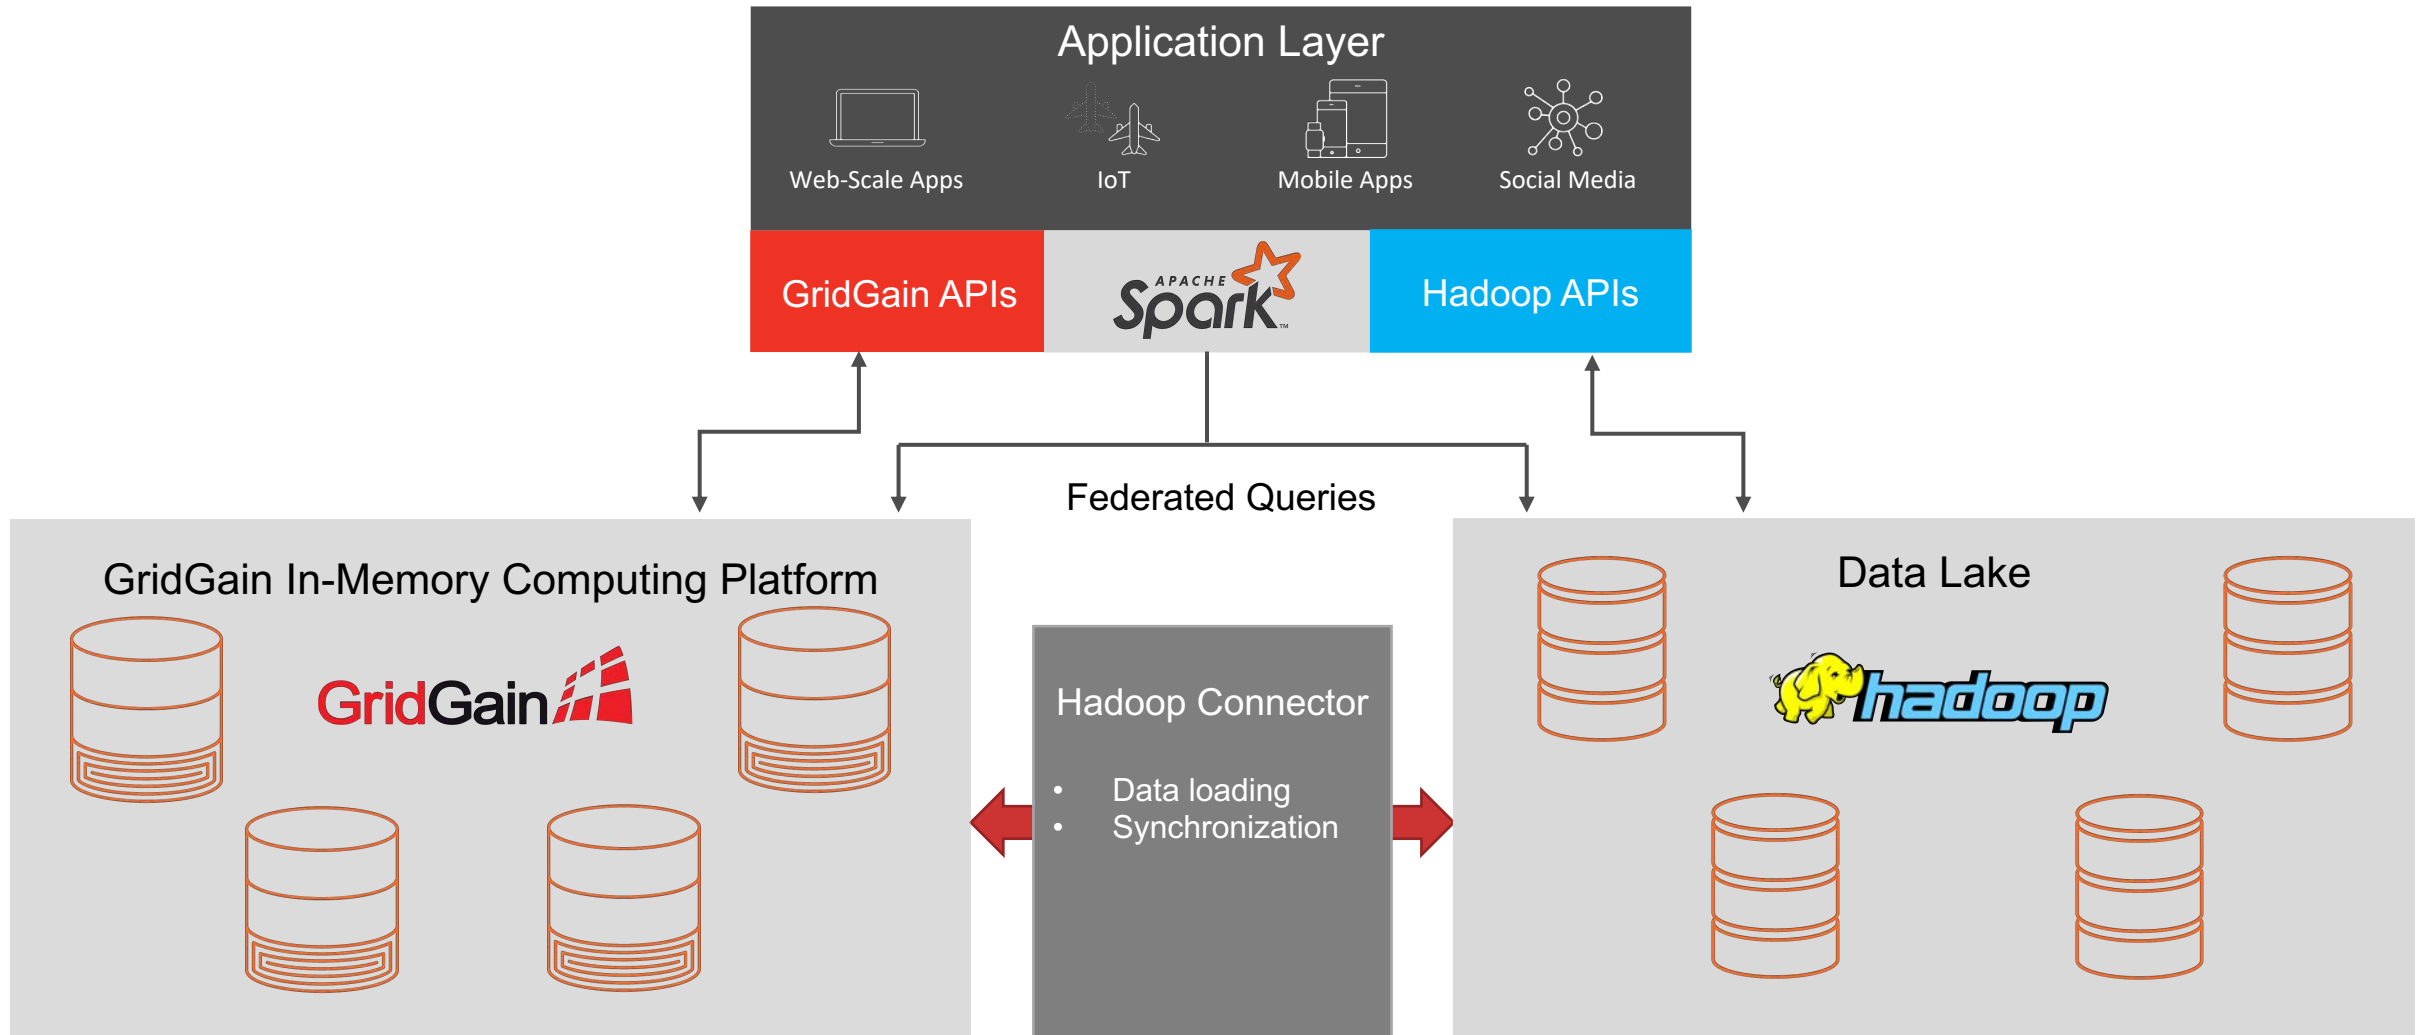 Application Layer
Web-Scale Apps
IoT
Mobile Apps
Social Media
GridGain APIs
APACHE
Spark™
Hadoop APIs
Federated Queries
GridGain In-Memory Computing Platform
GridGain
Hadoop Connector
• Data loading
• Synchronization
Data Lake
hadoop